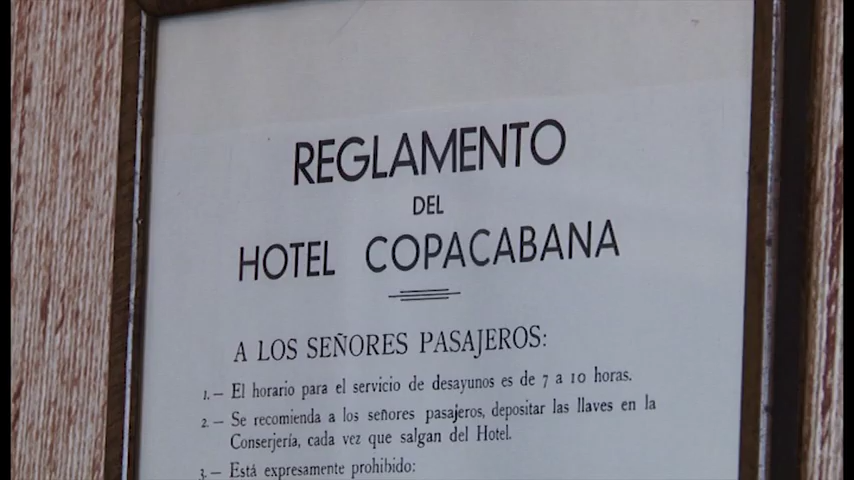 REGLAMENTO
DEL
HOTEL COPACABANA
A LOS SEÑORES PASAJEROS:
1.— El horario para el servicio de desayunos es de 7 a 10 horas.
2.— Se recomienda a los señores pasajeros, depositar las llaves en la
Conserjería, cada vez que salgan del Hotel.
3.— Está expresamente prohibido: